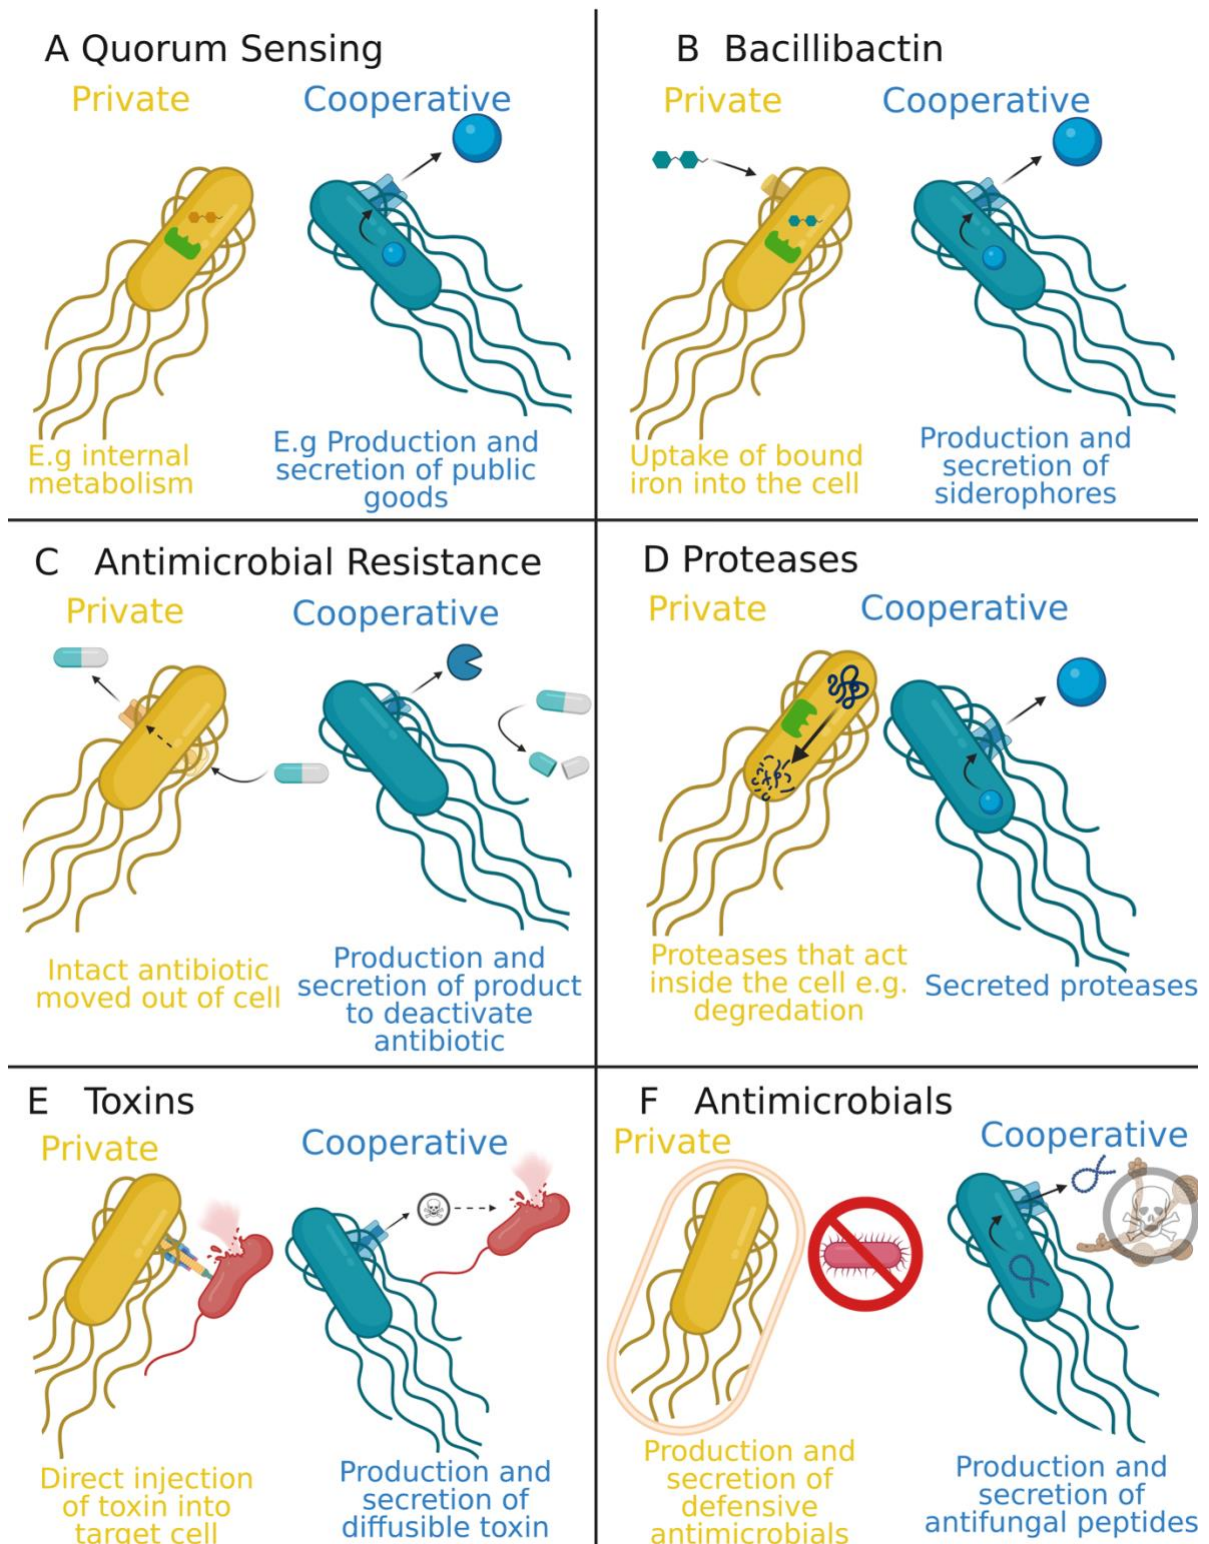 A Quorum Sensing
Private
Cooperative
E.g internal
metabolism
E.g Production and
secretion of public
goods
B Bacillibactin
Private
Cooperative
Uptake of bound
iron into the cell
Production and
secretion of
siderophores
C Antimicrobial Resistance
Private
Cooperative
Intact antibiotic
moved out of cell
Production and
secretion of product
to deactivate
antibiotic
D Proteases
Private
Cooperative
Proteases that act
inside the cell e.g.
degredation
Secreted proteases
E Toxins
Private
Cooperative
Direct injection
of toxin into
target cell
Production and
secretion of
diffusible toxin
F Antimicrobials
Private
Cooperative
Production and
secretion of
defensive
antimicrobials
Production and
secretion of
antifungal peptides